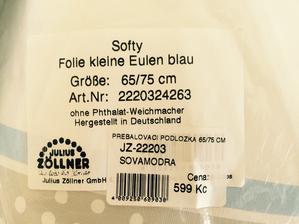 Softy
Folie kleine Eulen blau
Größe: 65/75 cm
Art.Nr: 2220324263
ohne Phthalat-Weichmacher
Hergestellt in Deutschland
JULIUS
ZÖLLNER
Julius Zöllner GmbH
PREBALOVACI PODLOZKA 65/75 CM
JZ-22203
SOVAMODRA
Cena
599 Kc
4009258609030